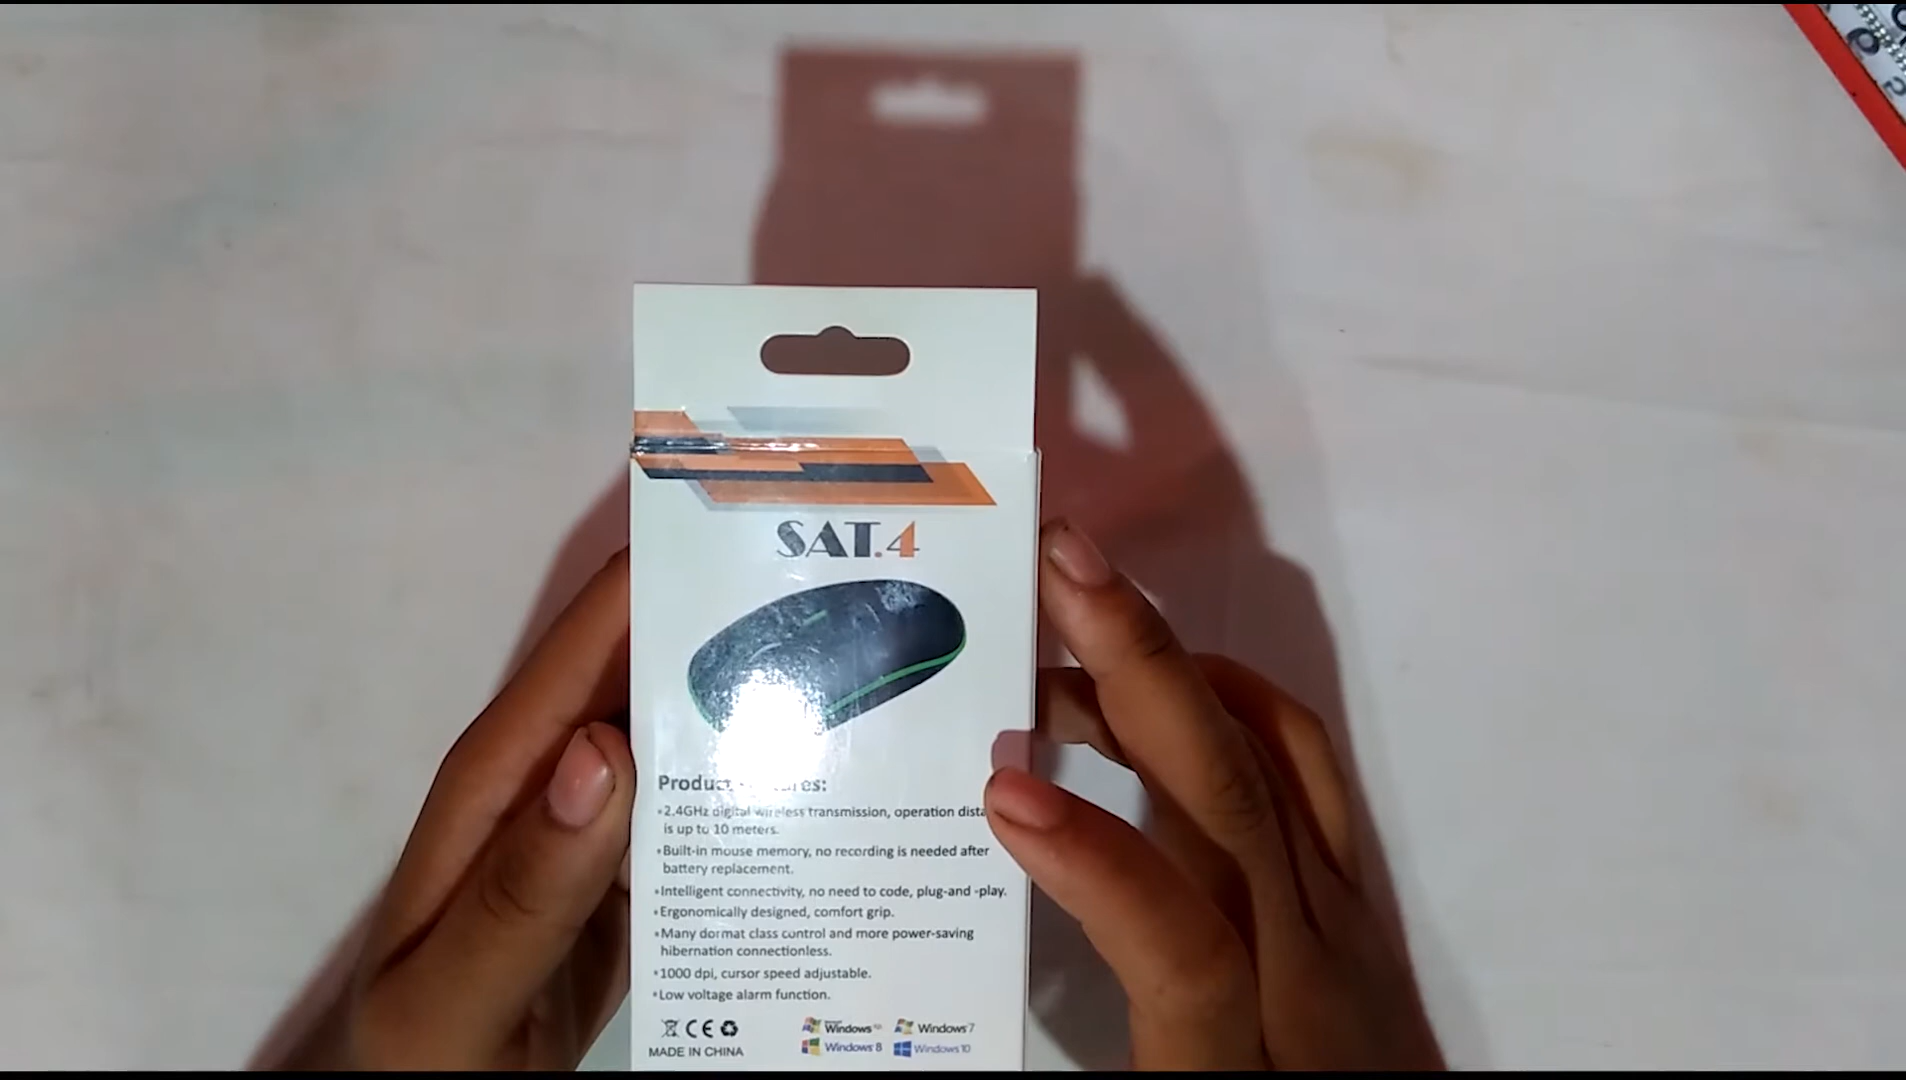 SAT.4
•2.4GHz digital wireless transmission, operation
is up to 10 meters.
•Built-in mouse memory, no recording is needed after
battery replacement.
•Intelligent connectivity, no need to code, plug-and -play.
•Ergonomically designed, comfort grip.
•Many dormat class control and more power-saving
hibernation connectionless.
•1000 dpi, cursor speed adjustable.
•Low voltage alarm function.
CE
Windows xp Windows 7
MADE IN CHINA Windows 8 Windows 10